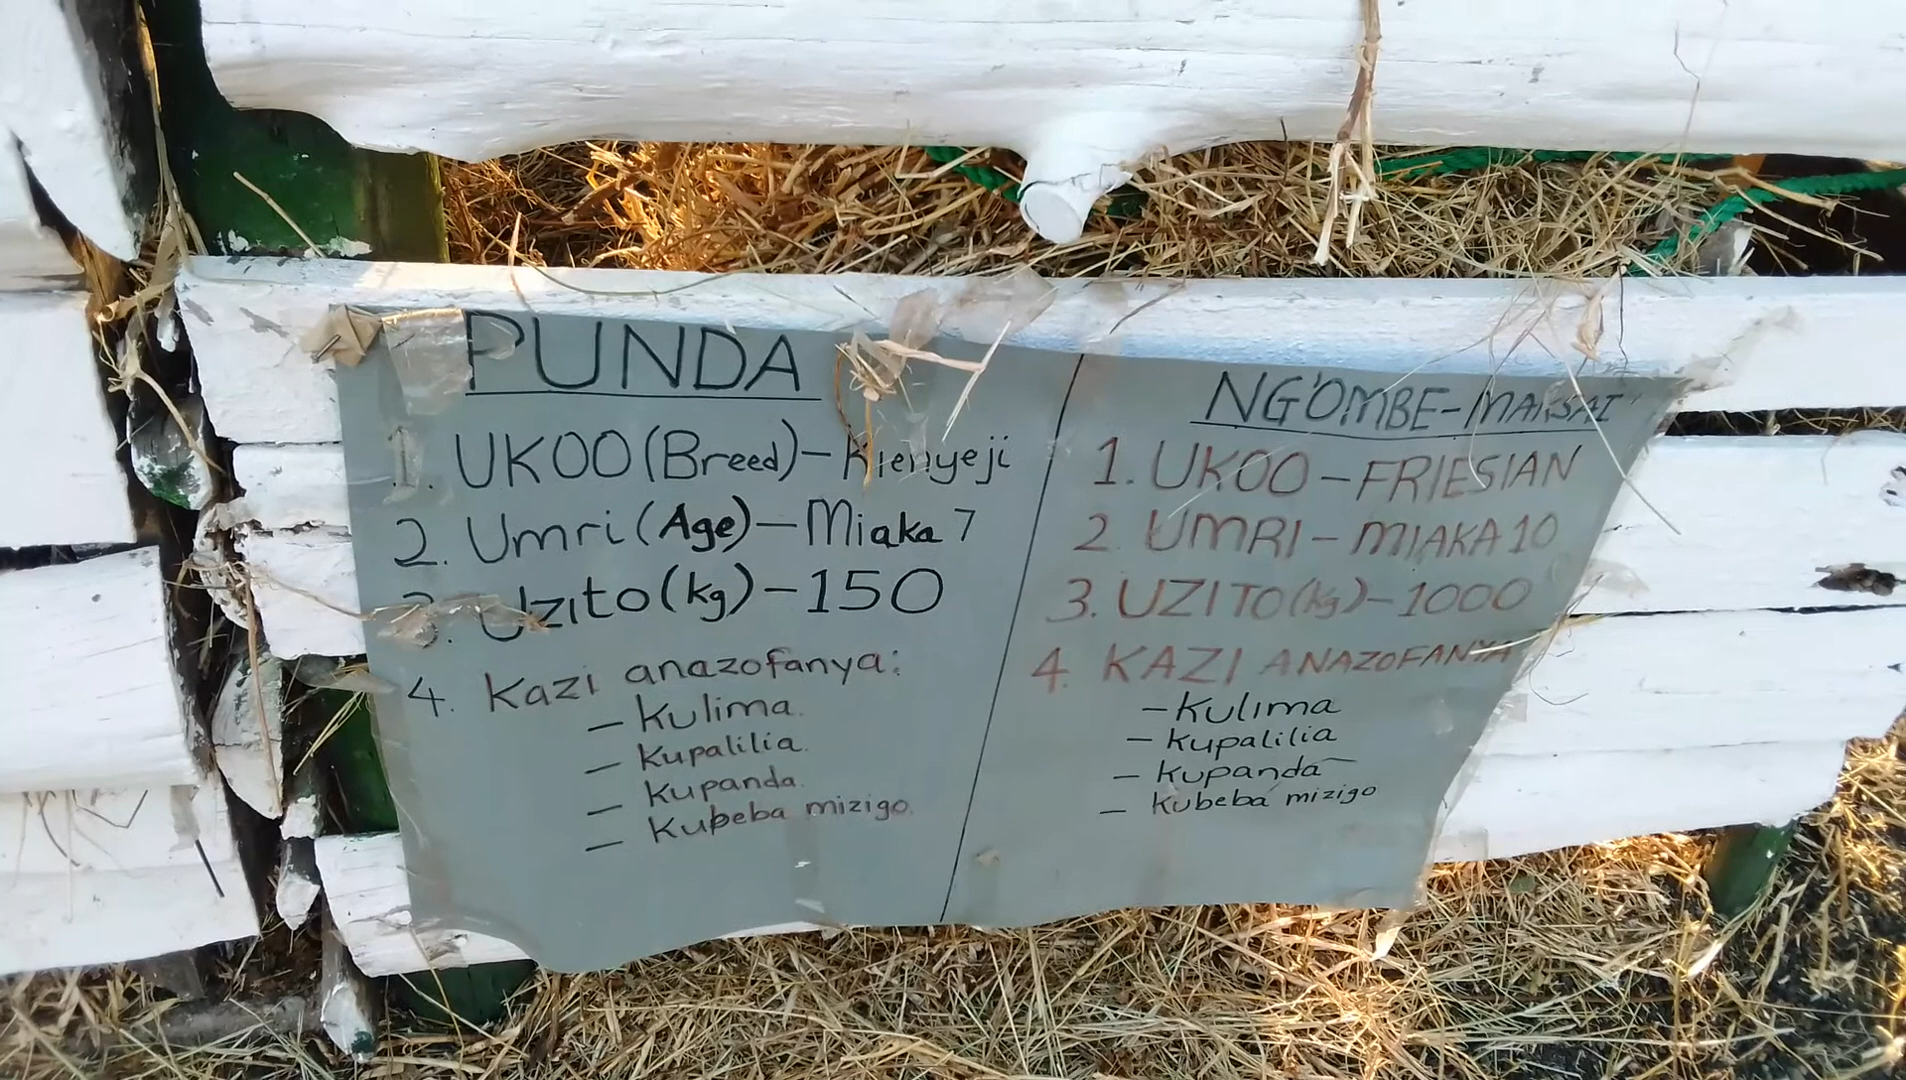 PUNDA
1. UKOO (Breed) – Kienyeji
2. Umri (Age) – Miaka 7
3. Uzito (kg) – 150
4. Kazi anazofanya:
– Kulima.
– Kupalilia.
– Kupanda.
– Kubeba mizigo.
NG'OMBE – MAKSAI
1. UKOO – FRIESIAN
2. UMRI – MIAKA 10
3. UZITO (kg) – 1000
4. KAZI ANAZOFANYA
– Kulima
– Kupalilia
– Kupanda
– Kubeba mizigo